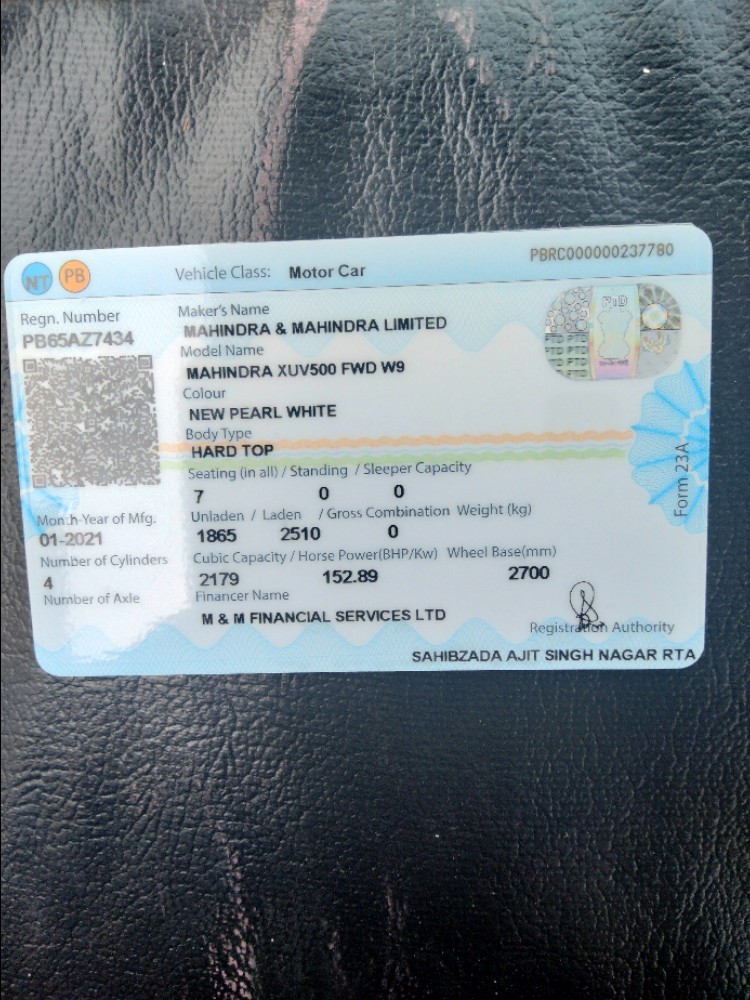 NT PB Vehicle Class: Motor Car PBRC000000237780
Regn. Number
PB65AZ7434
Maker's Name
MAHINDRA & MAHINDRA LIMITED
Model Name
MAHINDRA XUV500 FWD W9
Colour
NEW PEARL WHITE
Body Type
HARD TOP
Seating (in all) / Standing / Sleeper Capacity
7 0 0
Month-Year of Mfg.
01-2021
Unladen / Laden / Gross Combination Weight (kg)
1865 2510 0
Number of Cylinders
4
Cubic Capacity / Horse Power(BHP/Kw) Wheel Base(mm)
2179 152.89 2700
Number of Axle
Financer Name
M & M FINANCIAL SERVICES LTD
Form 23A
Registration Authority
SAHIBZADA AJIT SINGH NAGAR RTA